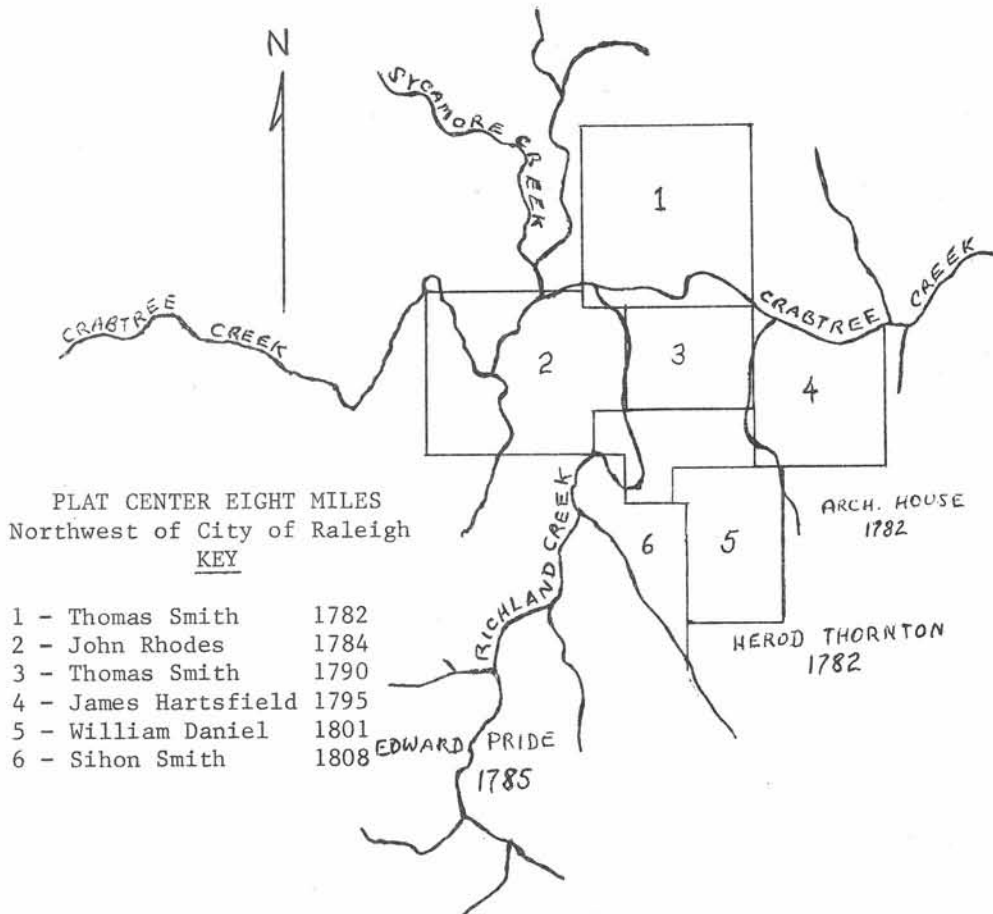 N
SYCAMORE CREEK
1
CRABTREE CREEK
CRABTREE CREEK
2
3
4
PLAT CENTER EIGHT MILES
Northwest of City of Raleigh
KEY
1 - Thomas Smith 1782
2 - John Rhodes 1784
3 - Thomas Smith 1790
4 - James Hartsfield 1795
5 - William Daniel 1801
6 - Sihon Smith 1808
RICHLAND CREEK
6
5
ARCH. HOUSE
1782
HEROD THORNTON
1782
EDWARD PRIDE
1785